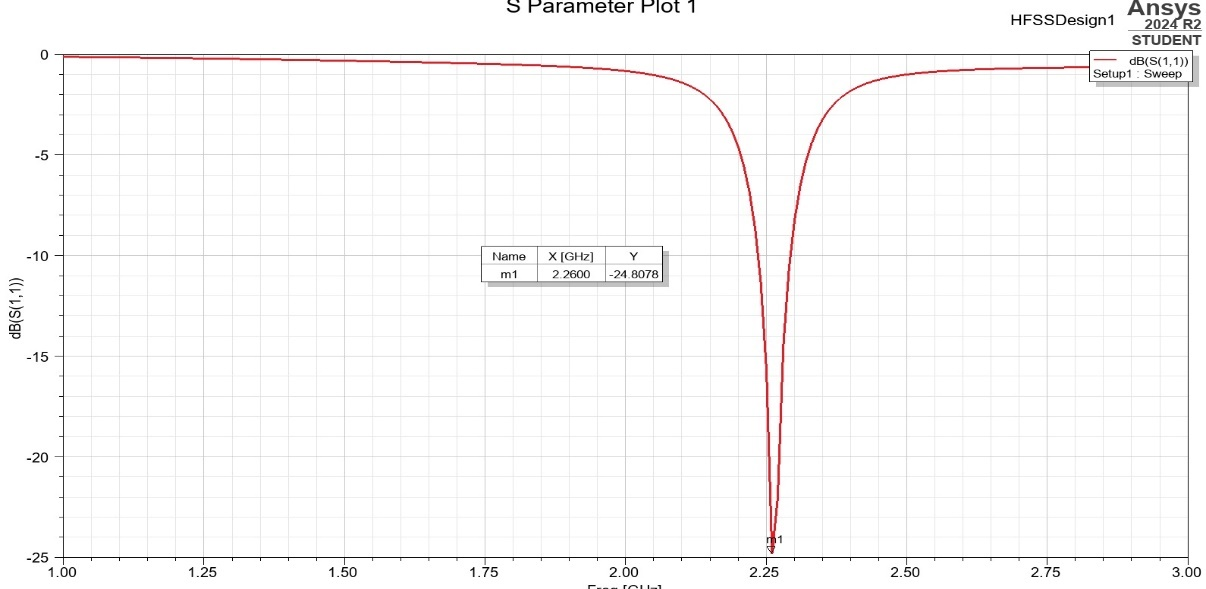 S Parameter Plot 1
HFSSDesign1
Ansys
2024 R2
STUDENT
dB(S(1,1))
Setup1 : Sweep
0
-5
-10
-15
-20
-25
dB(S(1,1))
Name X [GHz] Y
m1 2.2600 -24.8078
m1
1.00 1.25 1.50 1.75 2.00 2.25 2.50 2.75 3.00
Freq [GHz]